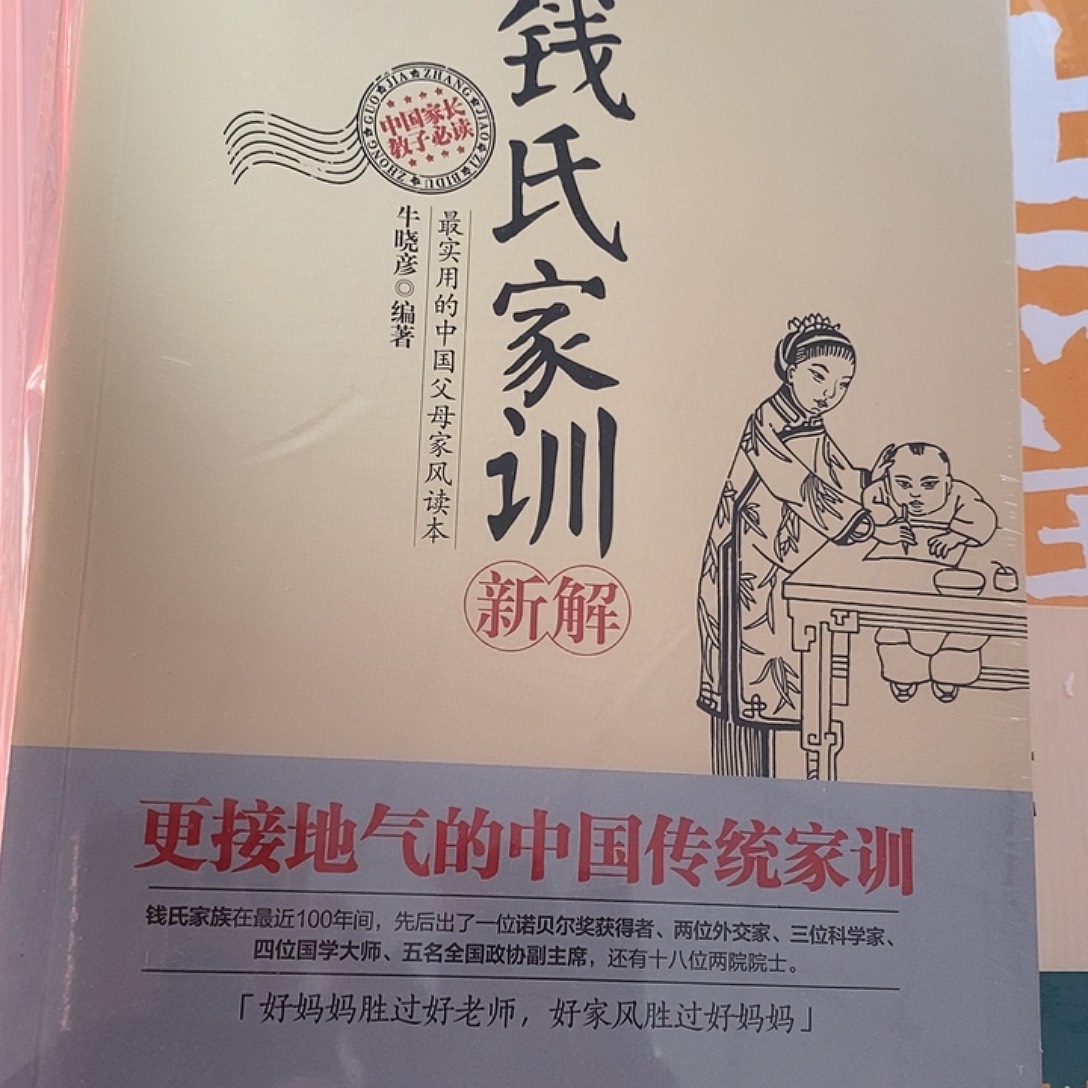 钱氏家训
新解
ZHONG GUO JIA ZHANG JIAO ZI BIDU
中国家长
教子必读
最实用的中国父母家风读本
牛晓彦◎编著
更接地气的中国传统家训
钱氏家族在最近100年间，先后出了一位诺贝尔奖获得者、两位外交家、三位科学家、
四位国学大师、五名全国政协副主席，还有十八位两院院士。
「好妈妈胜过好老师，好家风胜过好妈妈」